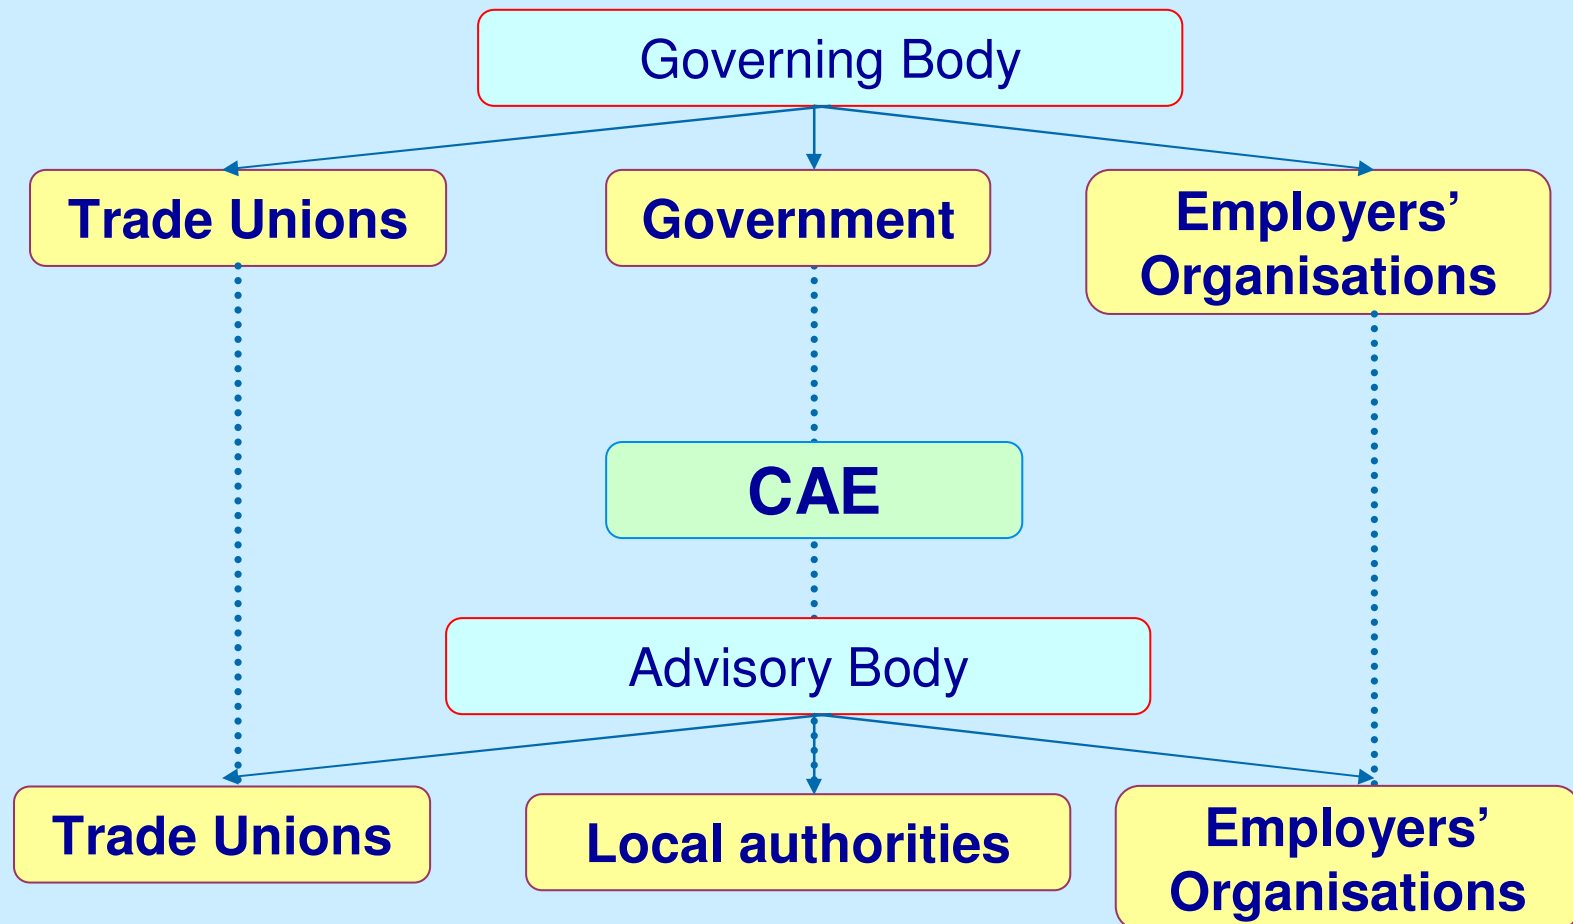 Governing Body
Trade Unions
Government
Employers’
Organisations
CAE
Advisory Body
Trade Unions
Local authorities
Employers’
Organisations